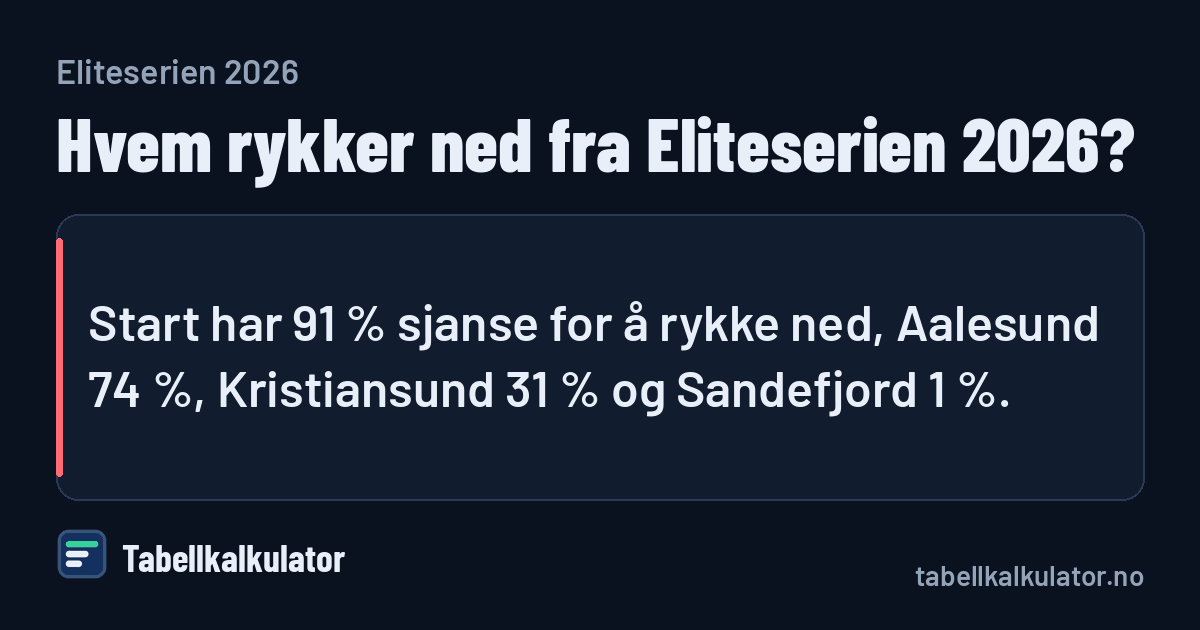 Eliteserien 2026
Hvem rykker ned fra Eliteserien 2026?
Start har 91 % sjanse for å rykke ned, Aalesund
74 %, Kristiansund 31 % og Sandefjord 1 %.
Tabellkalkulator
tabellkalkulator.no